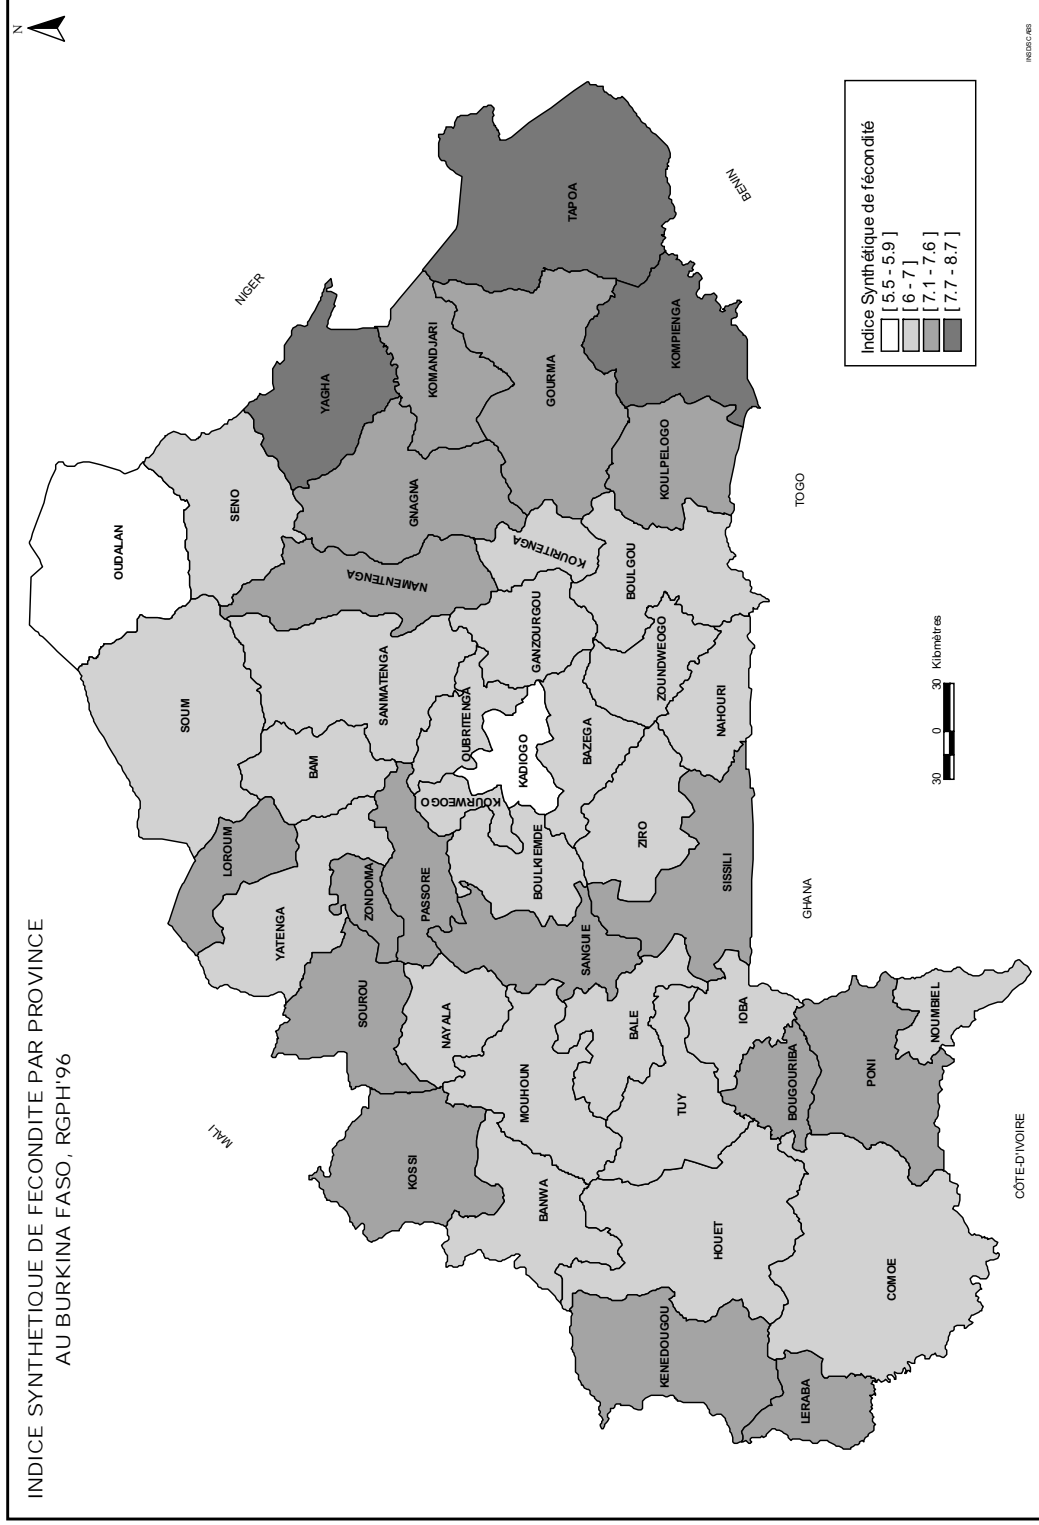 INDICE SYNTHETIQUE DE FECONDITE PAR PROVINCE
AU BURKINA FASO, RGPH'96
N
MALI
NIGER
BENIN
TOGO
GHANA
CÔTE-D'IVOIRE
OUDALAN
SOUM
SENO
LOROUM
YAGHA
YATENGA
BAM
SANMATENGA
NAMENTENGA
GNAGNA
KOMANDJARI
ZONDOMA
SOUROU
PASSORE
KOSSI
NAYALA
KOURWEOGO
OUBRITENGA
KOURITENGA
GANZOURGOU
GOURMA
TAPOA
BANWA
MOUHOUN
SANGUIE
BOULKIEMDE
KADIOGO
BAZEGA
BOULGOU
KOULPELOGO
KOMPIENGA
BALE
ZIRO
ZOUNDWEOGO
TUY
KENEDOUGOU
HOUET
IOBA
SISSILI
NAHOURI
BOUGOURIBA
LERABA
COMOE
PONI
NOUMBIEL
Indice Synthétique de fécondité
[ 5.5 - 5.9 ]
[ 6 - 7 ]
[ 7.1 - 7.6 ]
[ 7.7 - 8.7 ]
30 0 30 Kilomètres